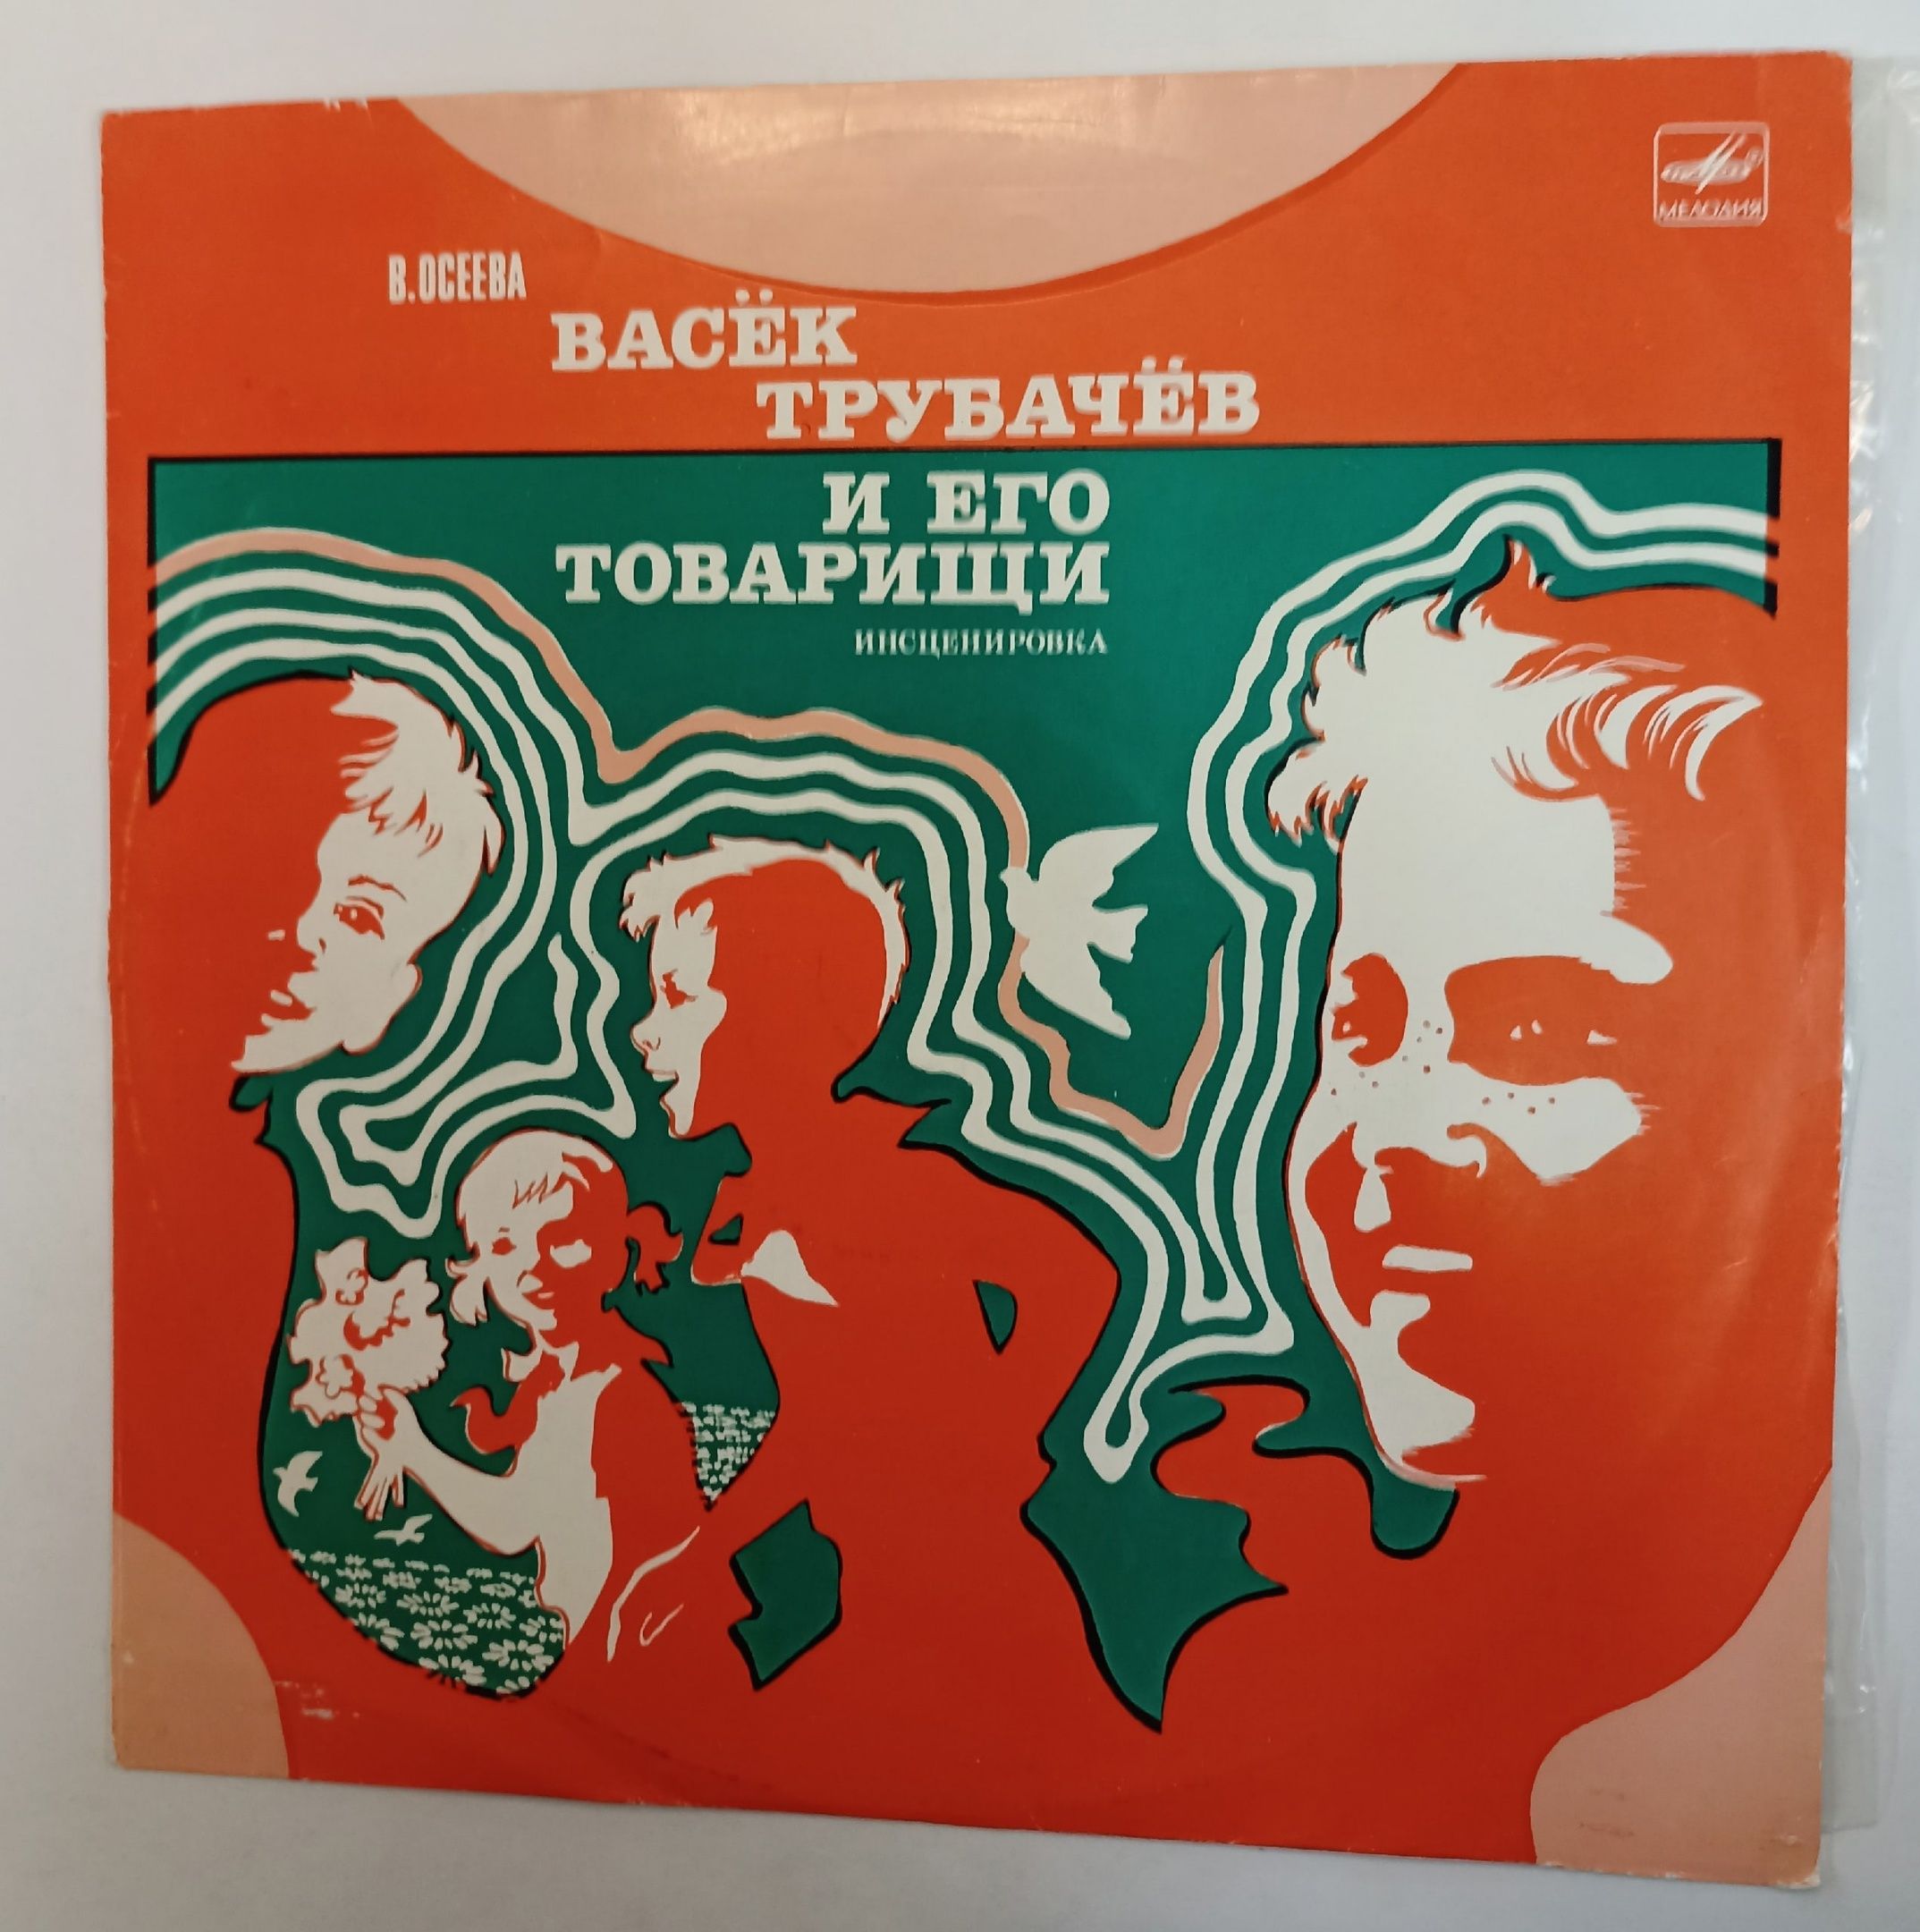 МЕЛОДИЯ
В.ОСЕЕВА
ВАСЁК
ТРУБАЧЁВ
И ЕГО
ТОВАРИЩИ
ИНСЦЕНИРОВКА